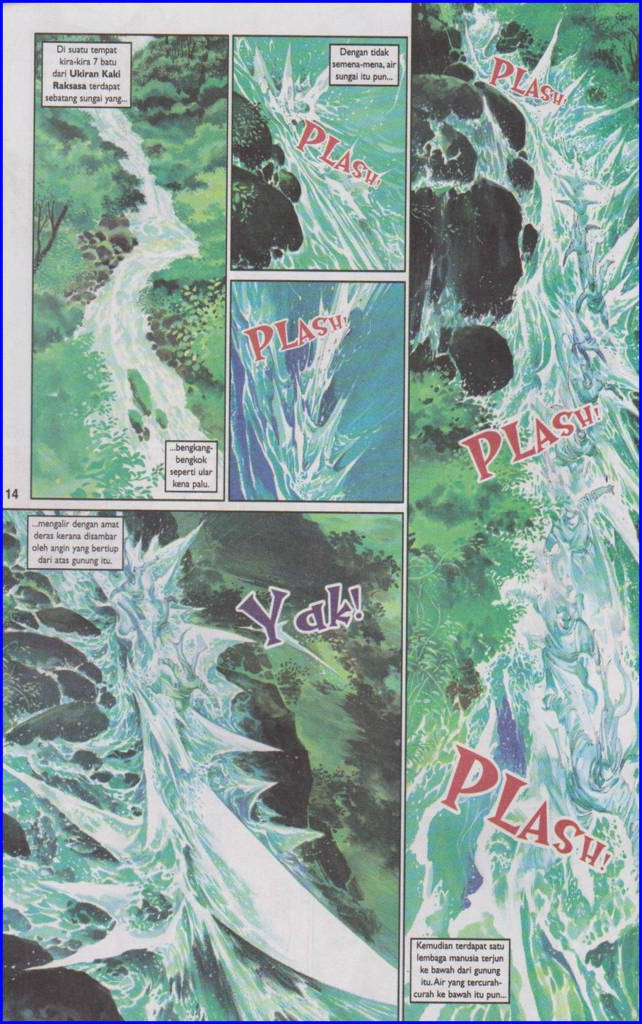 Di suatu tempat
kira-kira 7 batu
dari Ukiran Kaki
Raksasa terdapat
sebatang sungai yang...
...bengkang-
bengkok
seperti ular
kena palu.
Dengan tidak
semena-mena, air
sungai itu pun...
PLASH!
PLASH!
14
...mengalir dengan amat
deras kerana disambar
oleh angin yang bertiup
dari atas gunung itu.
Yak!
PLASH!
PLASH!
PLASH!
Kemudian terdapat satu
lembaga manusia terjun
ke bawah dari gunung
itu. Air yang tercurah-
curah ke bawah itu pun...